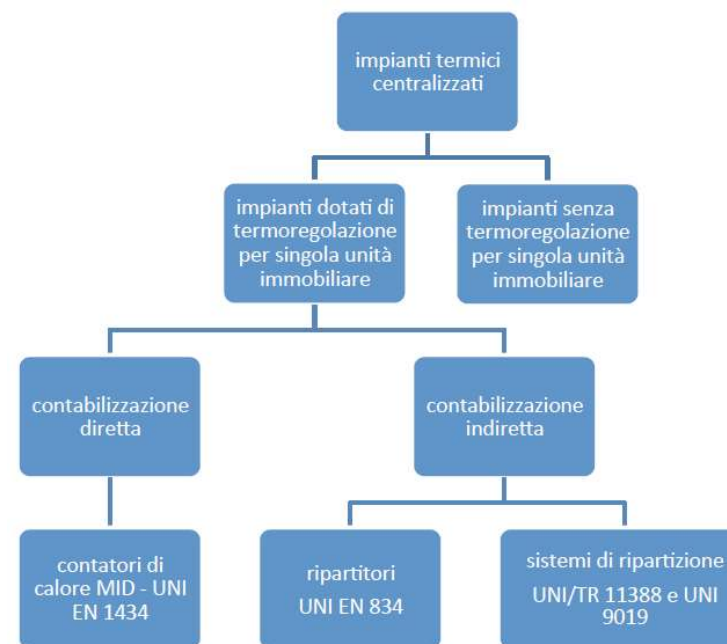 impianti termici
centralizzati
impianti dotati di
termoregolazione
per singola unità
immobiliare
impianti senza
termoregolazione
per singola unità
immobiliare
contabilizzazione
diretta
contabilizzazione
indiretta
contatori di
calore MID - UNI
EN 1434
ripartitori
UNI EN 834
sistemi di ripartizione
UNI/TR 11388 e UNI
9019